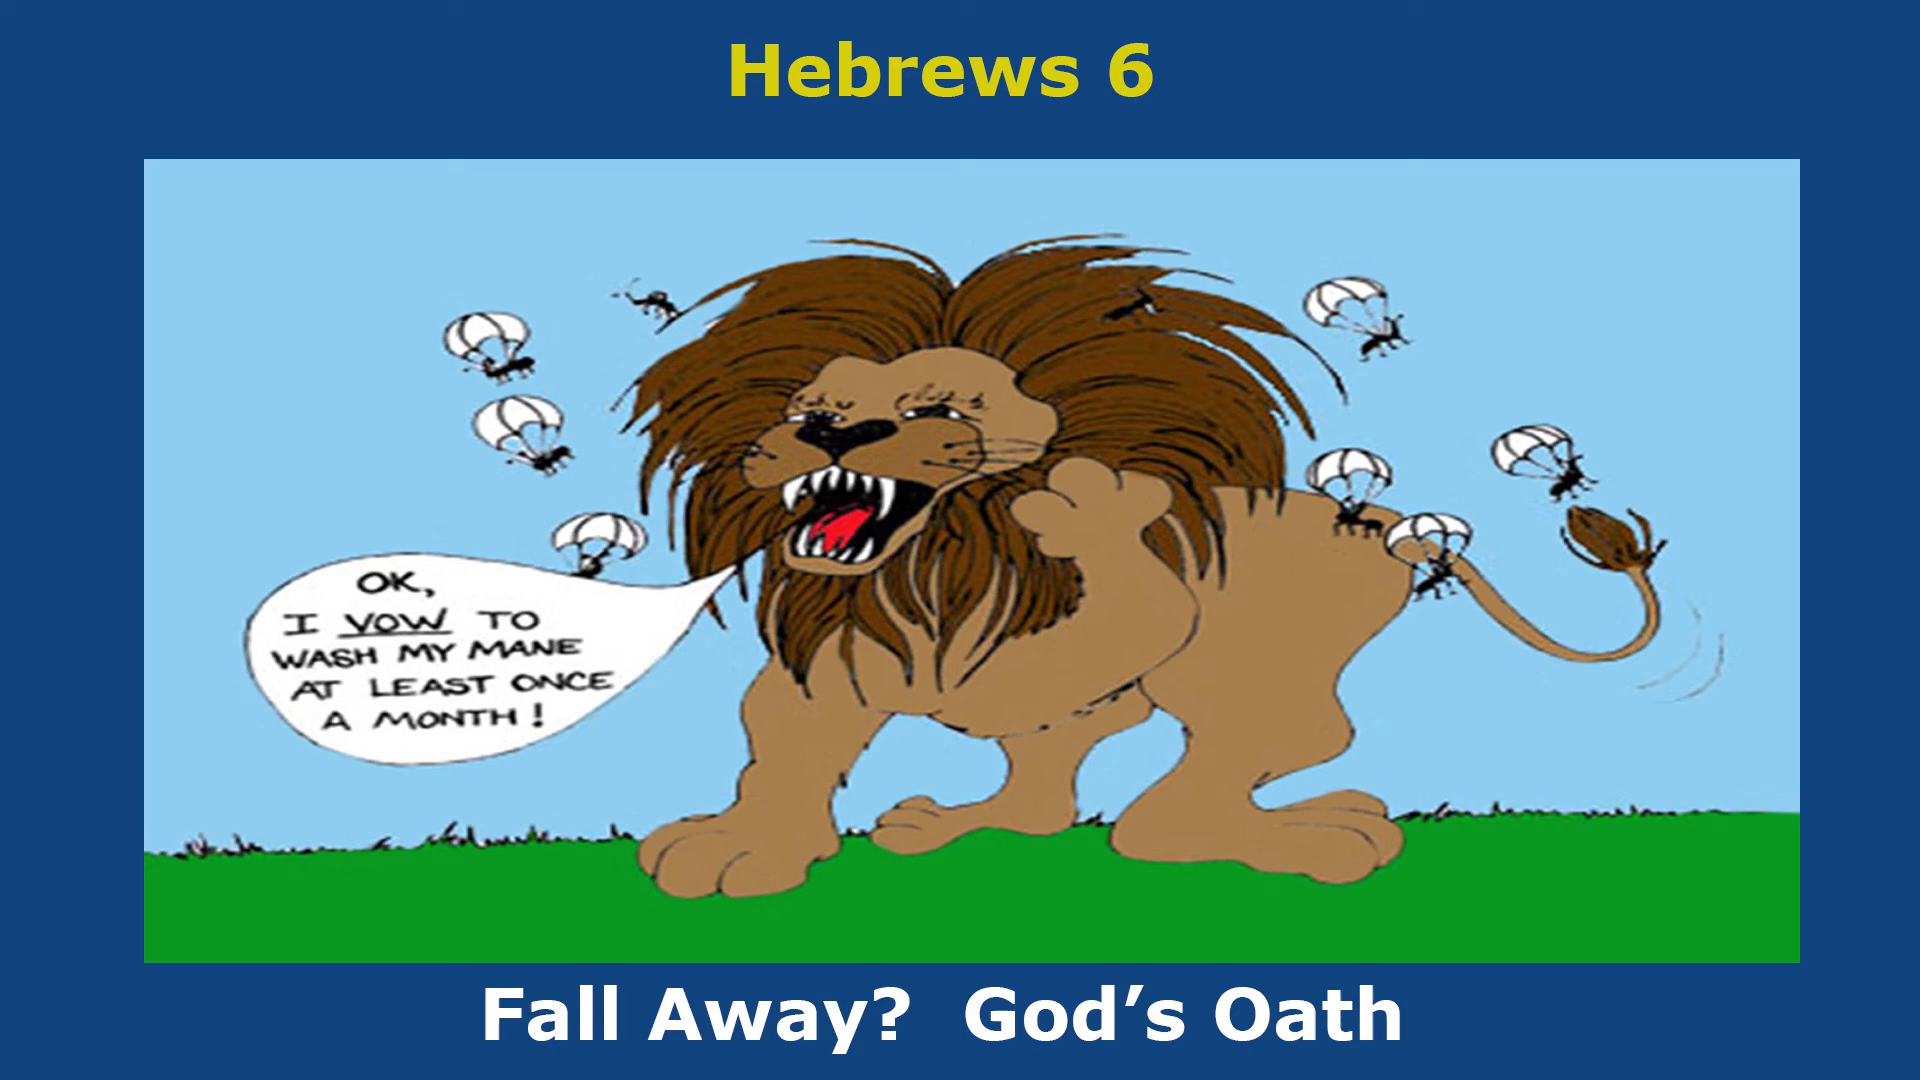 Hebrews 6
OK,
I VOW TO
WASH MY MANE
AT LEAST ONCE
A MONTH!
Fall Away?  God’s Oath